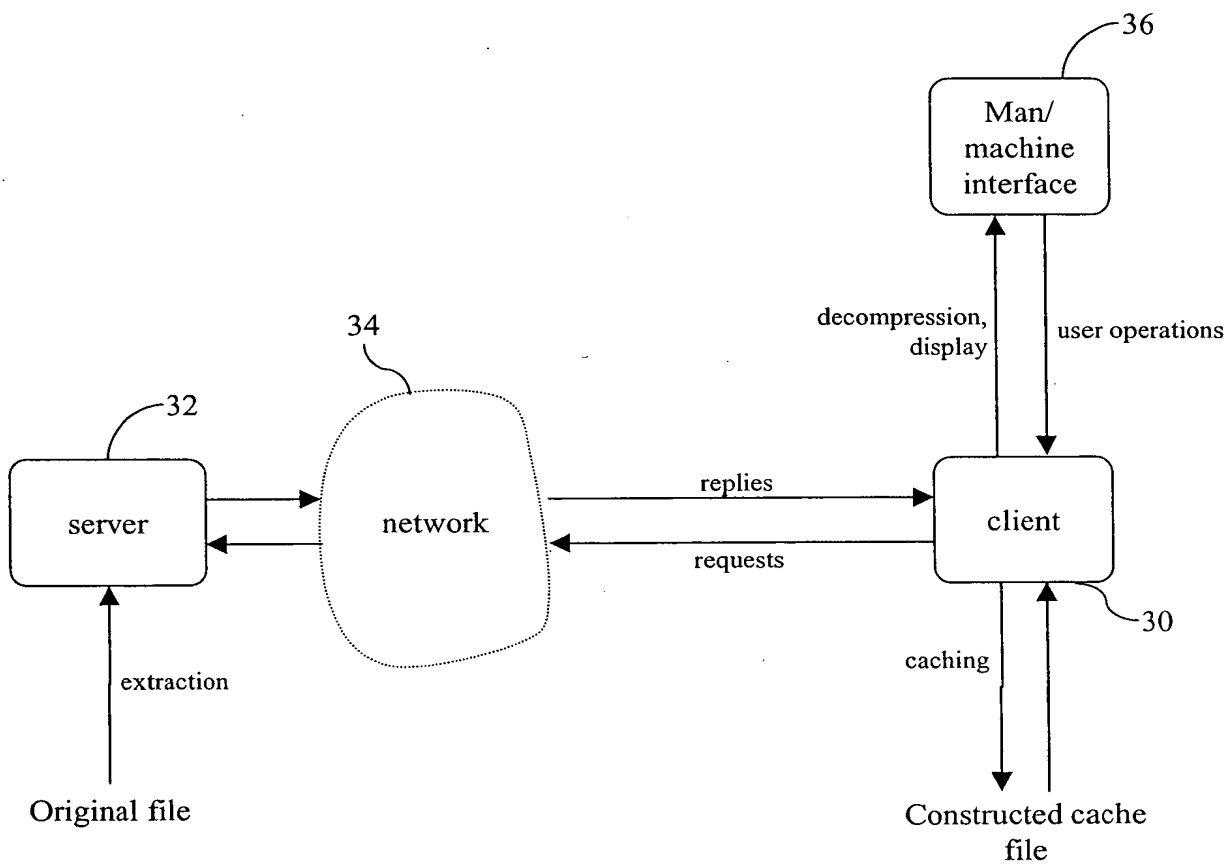 36
Man/
machine
interface
decompression,
display
user operations
34
32
server
network
replies
requests
client
30
extraction
caching
Original file
Constructed cache
file